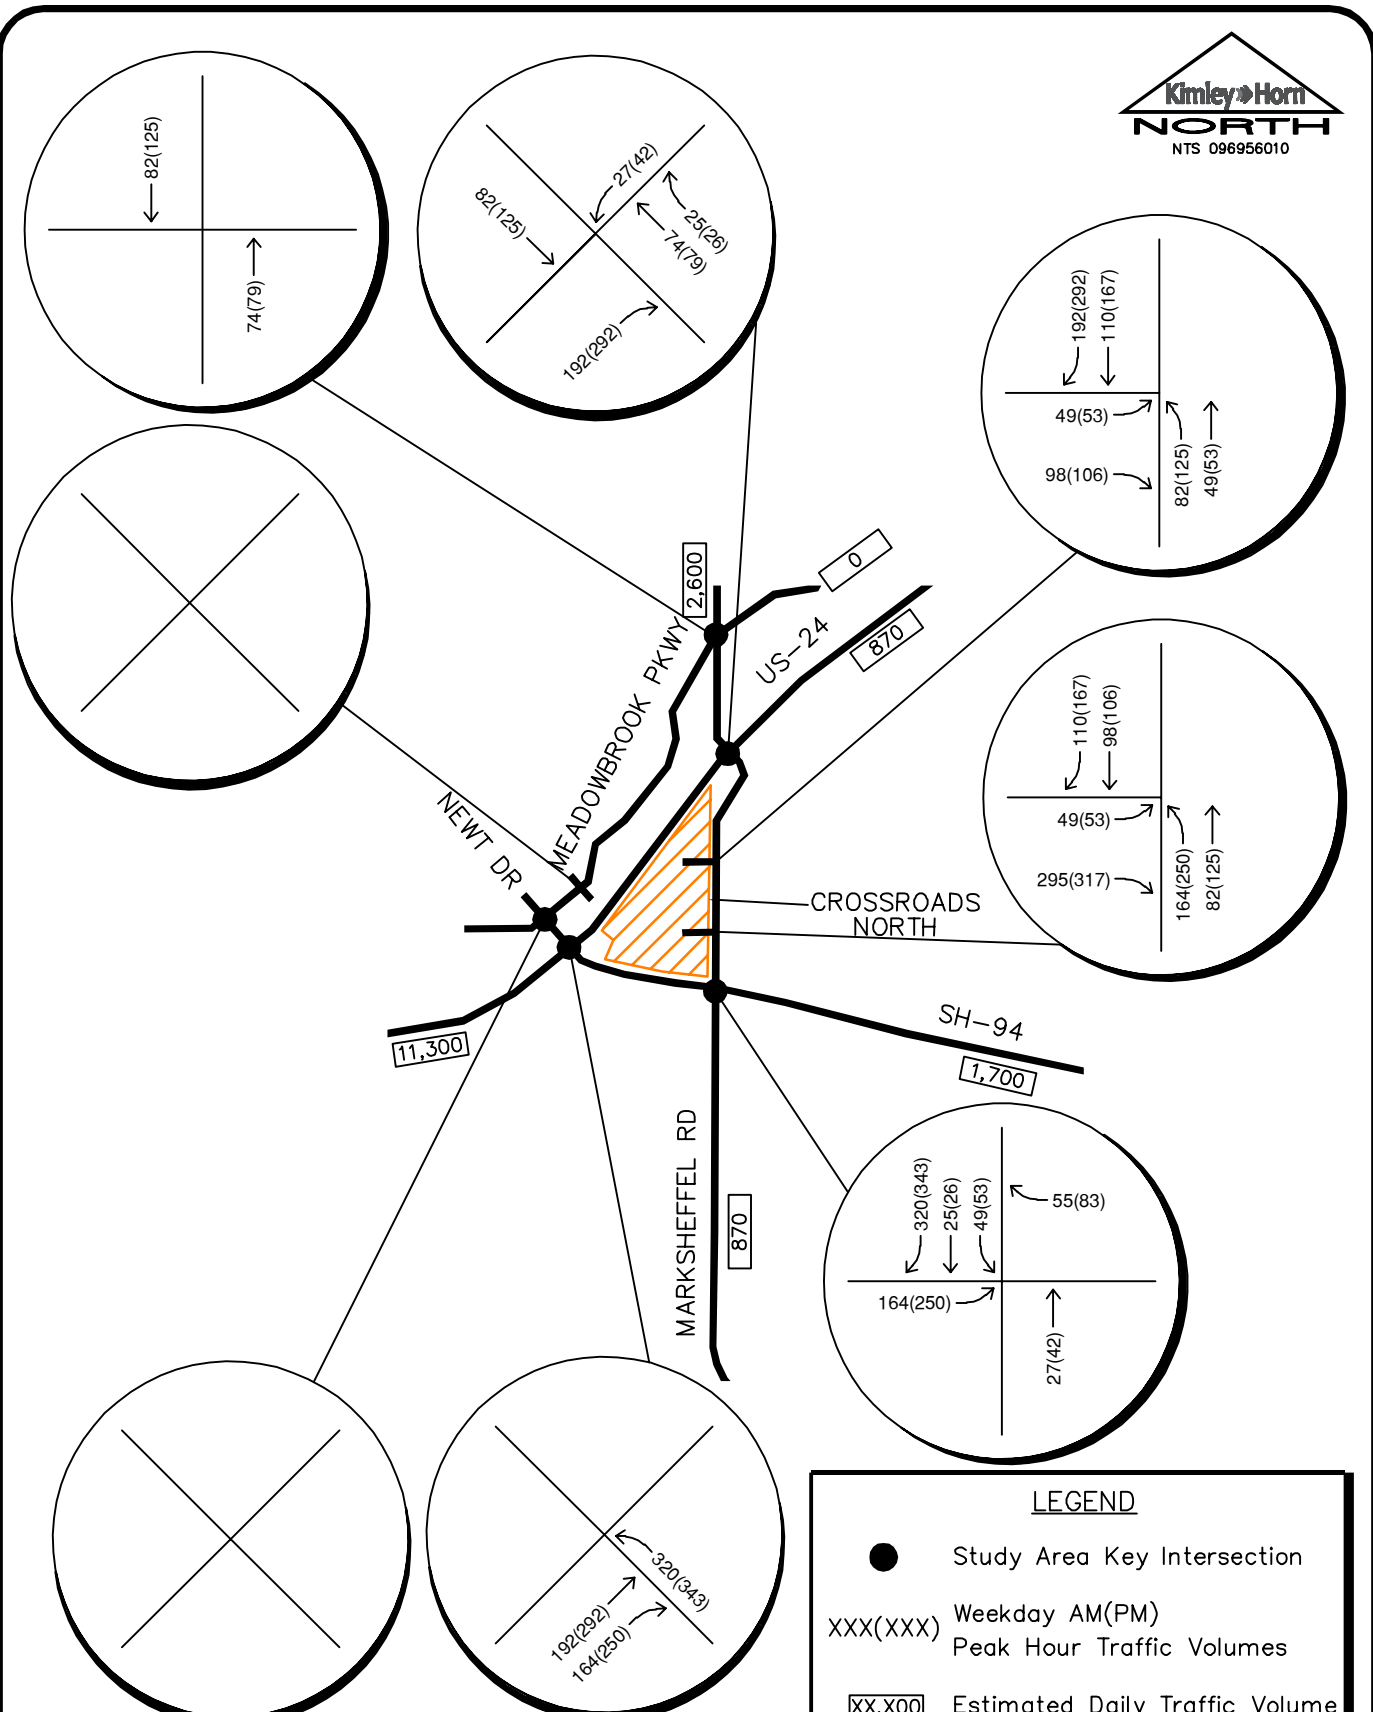 Kimley Horn
NORTH
NTS 096956010
82(125)
74(79)
27(42)
82(125)
25(26)
74(79)
192(292)
192(292)
110(167)
49(53)
98(106)
82(125)
49(53)
110(167)
98(106)
49(53)
295(317)
164(250)
82(125)
2,600
0
US-24
870
MEADOWBROOK PKWY
NEWT DR
CROSSROADS
NORTH
11,300
SH-94
1,700
MARKSHEFFEL RD
870
320(343)
25(26)
49(53)
55(83)
164(250)
27(42)
320(343)
192(292)
164(250)
LEGEND
Study Area Key Intersection
XXX(XXX) Weekday AM(PM)
Peak Hour Traffic Volumes
XX,X00 Estimated Daily Traffic Volume